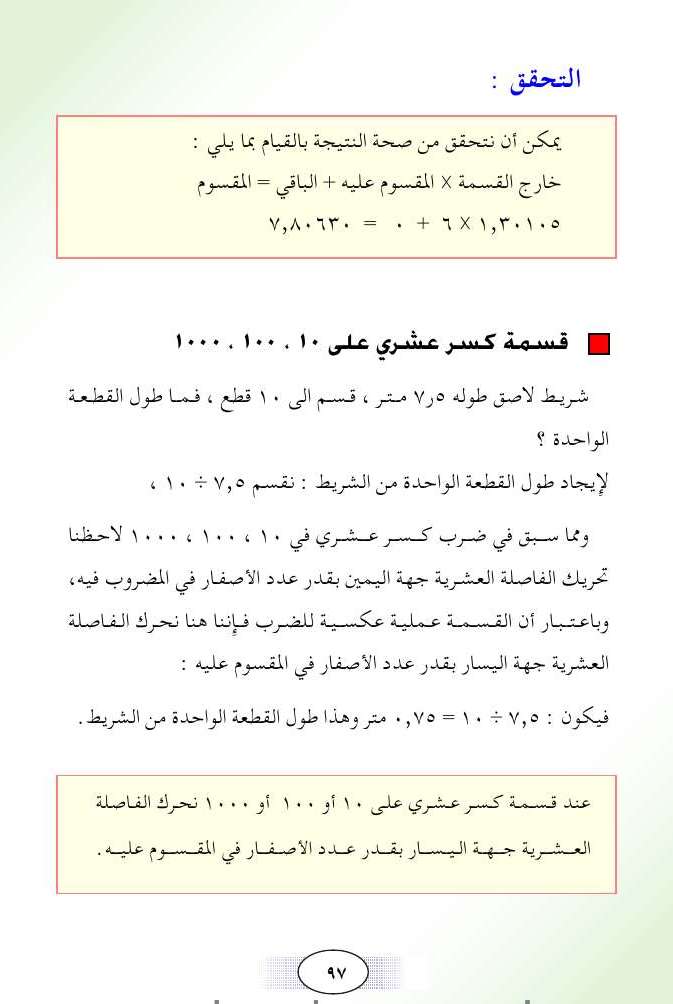 التحقق :
يمكن أن نتحقق من صحة النتيجة بالقيام بما يلي :
خارج القسمة X المقسوم عليه + الباقي = المقسوم
١,٣٠١٠٥ X ٦ + ٠ = ٧,٨٠٦٣٠
قسمة كسر عشري على ١٠ ، ١٠٠ ، ١٠٠٠
شريط لاصق طوله ٧٫٥ متر ، قسم الى ١٠ قطع ، فما طول القطعة
الواحدة ؟
لإيجاد طول القطعة الواحدة من الشريط : نقسم ٧,٥ ÷ ١٠ ،
ومما سبق في ضرب كسر عشري في ١٠ ، ١٠٠ ، ١٠٠٠ لاحظنا
تحريك الفاصلة العشرية جهة اليمين بقدر عدد الأصفار في المضروب فيه،
وباعتبار أن القسمة عملية عكسية للضرب فإننا هنا نحرك الفاصلة
العشرية جهة اليسار بقدر عدد الأصفار في المقسوم عليه :
فيكون : ٧,٥ ÷ ١٠ = ٠,٧٥ متر وهذا طول القطعة الواحدة من الشريط.
عند قسمة كسر عشري على ١٠ أو ١٠٠ أو ١٠٠٠ نحرك الفاصلة
العشرية جهة اليسار بقدر عدد الأصفار في المقسوم عليه.
٩٧